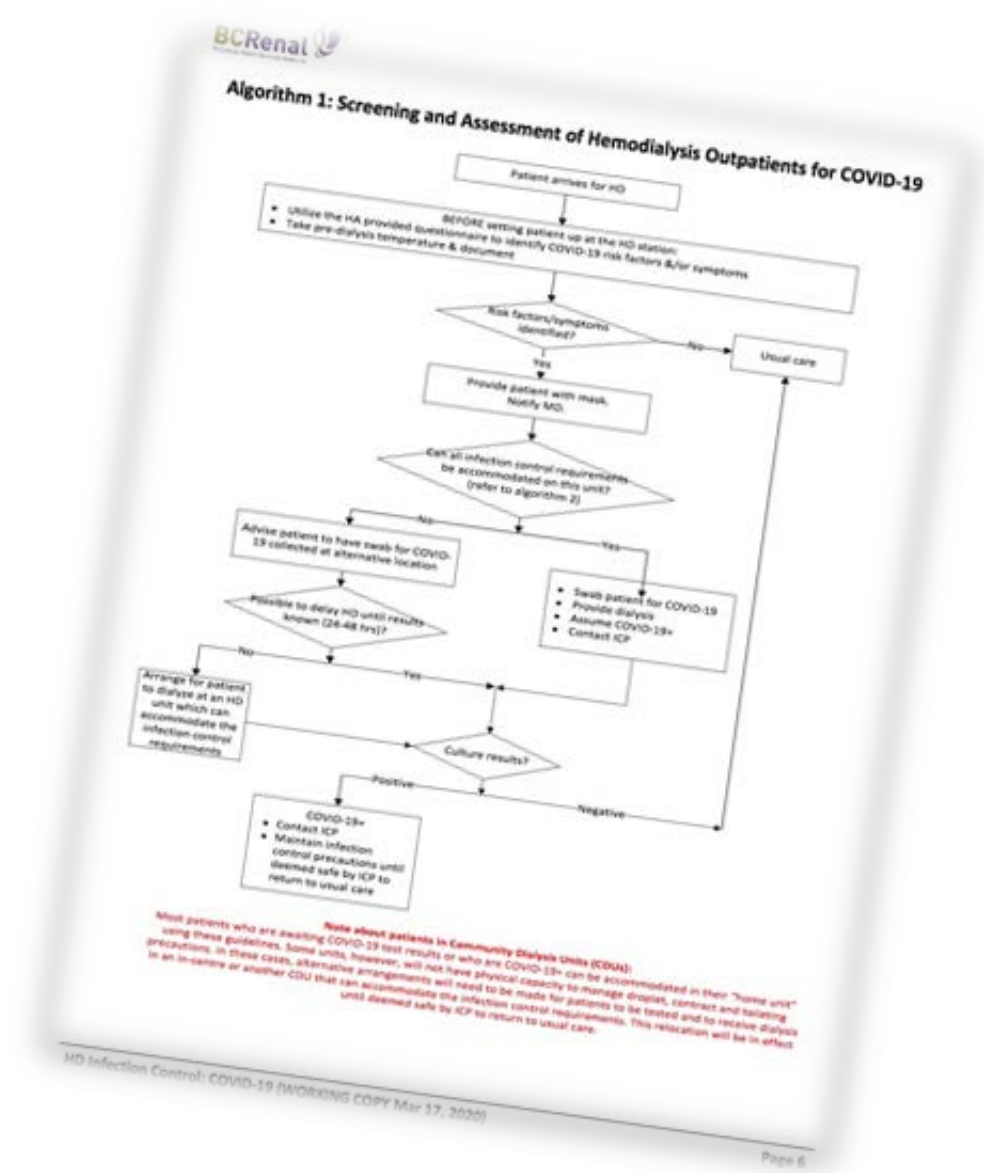 BCRenal
Algorithm 1: Screening and Assessment of Hemodialysis Outpatients for COVID-19
Patient arrives for HD
BEFORE setting patient up at the HD station:
• Utilize the HA provided questionnaire to identify COVID-19 risk factors &/or symptoms
• Take pre-dialysis temperature & document
Risk factors/symptoms
identified?
No
Usual care
Yes
Provide patient with mask.
Notify MD.
Can all infection control requirements
be accommodated on this unit?
(refer to algorithm 2)
No
Yes
Advise patient to have swab for COVID-
19 collected at alternative location
• Swab patient for COVID-19
• Provide dialysis
• Assume COVID-19+
• Contact ICP
Possible to delay HD until results
known (24-48 hrs)?
No
Yes
Arrange for patient
to dialyze at an HD
unit which can
accommodate the
infection control
requirements
Culture results?
Positive
Negative
COVID-19+
• Contact ICP
• Maintain infection
control precautions until
deemed safe by ICP to
return to usual care
Note about patients in Community Dialysis Units (CDUs):
Most patients who are awaiting COVID-19 test results or who are COVID-19+ can be accommodated in their "home unit"
using these guidelines. Some units, however, will not have physical capacity to manage droplet, contract and toileting
precautions. In these cases, alternative arrangements will need to be made for patients to be tested and to receive dialysis
in an in-centre or another CDU that can accommodate the infection control requirements. This relocation will be in effect
until deemed safe by ICP to return to usual care.
HD Infection Control: COVID-19 (WORKING COPY Mar 17, 2020)
Page 6